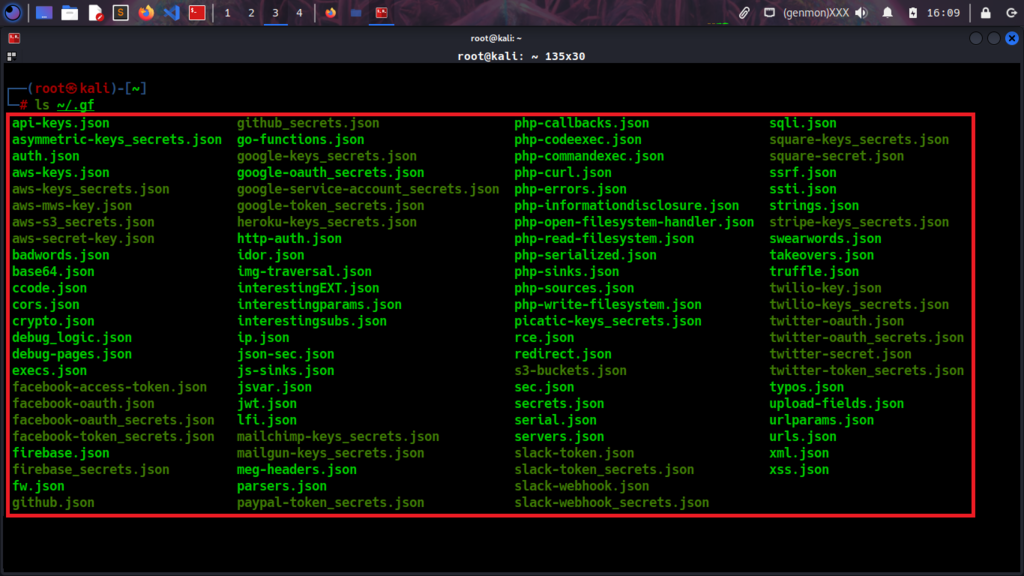 1 2 3 4 (genmon)XXX 16:09
root@kali: ~
root@kali: ~ 135x30
(root㉿kali)-[~]
# ls ~/.gf
api-keys.json github_secrets.json php-callbacks.json sqli.json
asymmetric-keys_secrets.json go-functions.json php-codeexec.json square-keys_secrets.json
auth.json google-keys_secrets.json php-commandexec.json square-secret.json
aws-keys.json google-oauth_secrets.json php-curl.json ssrf.json
aws-keys_secrets.json google-service-account_secrets.json php-errors.json ssti.json
aws-mws-key.json google-token_secrets.json php-informationdisclosure.json strings.json
aws-s3_secrets.json heroku-keys_secrets.json php-open-filesystem-handler.json stripe-keys_secrets.json
aws-secret-key.json http-auth.json php-read-filesystem.json swearwords.json
badwords.json idor.json php-serialized.json takeovers.json
base64.json img-traversal.json php-sinks.json truffle.json
ccode.json interestingEXT.json php-sources.json twilio-key.json
cors.json interestingparams.json php-write-filesystem.json twilio-keys_secrets.json
crypto.json interestingsubs.json picatic-keys_secrets.json twitter-oauth.json
debug_logic.json ip.json rce.json twitter-oauth_secrets.json
debug-pages.json json-sec.json redirect.json twitter-secret.json
execs.json js-sinks.json s3-buckets.json twitter-token_secrets.json
facebook-access-token.json jsvar.json sec.json typos.json
facebook-oauth.json jwt.json secrets.json upload-fields.json
facebook-oauth_secrets.json lfi.json serial.json urlparams.json
facebook-token_secrets.json mailchimp-keys_secrets.json servers.json urls.json
firebase.json mailgun-keys_secrets.json slack-token.json xml.json
firebase_secrets.json meg-headers.json slack-token_secrets.json xss.json
fw.json parsers.json slack-webhook.json
github.json paypal-token_secrets.json slack-webhook_secrets.json